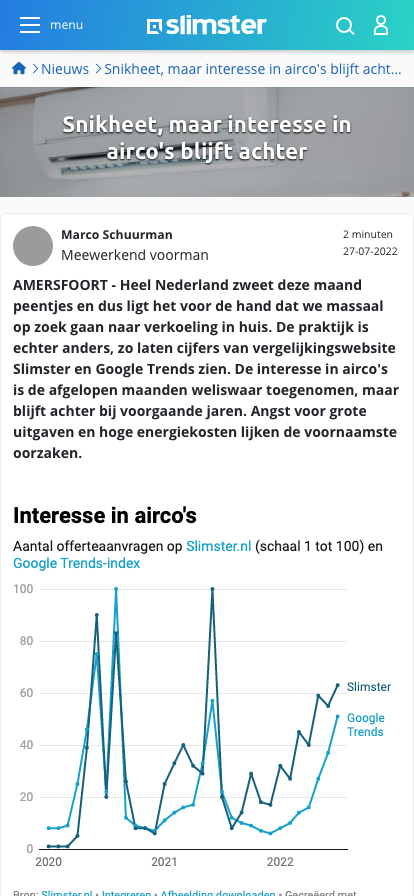 menu
slimster
Nieuws
Snikheet, maar interesse in airco's blijft acht...
Snikheet, maar interesse in
airco's blijft achter
Marco Schuurman
2 minuten
Meewerkend voorman
27-07-2022
AMERSFOORT - Heel Nederland zweet deze maand
peentjes en dus ligt het voor de hand dat we massaal
op zoek gaan naar verkoeling in huis. De praktijk is
echter anders, zo laten cijfers van vergelijkingswebsite
Slimster en Google Trends zien. De interesse in airco's
is de afgelopen maanden weliswaar toegenomen, maar
blijft achter bij voorgaande jaren. Angst voor grote
uitgaven en hoge energiekosten lijken de voornaamste
oorzaken.
Interesse in airco's
Aantal offerteaanvragen op Slimster.nl (schaal 1 tot 100) en
Google Trends-index
100
80
60
40
20
0
Slimster
Google
Trends
2020
2021
2022
Bron: Slimster.nl • Integreren • Afbeelding downloaden • Gecreëerd met